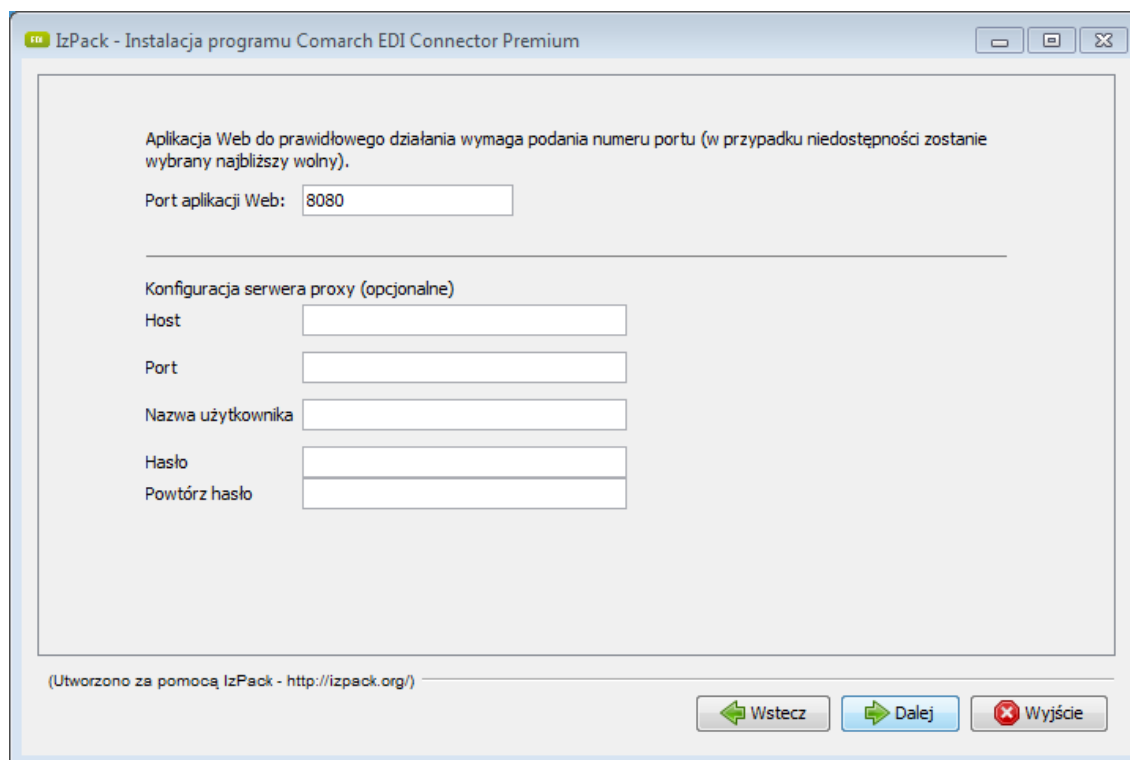 EDI IzPack - Instalacja programu Comarch EDI Connector Premium
Aplikacja Web do prawidłowego działania wymaga podania numeru portu (w przypadku niedostępności zostanie
wybrany najbliższy wolny).
Port aplikacji Web: 8080
Konfiguracja serwera proxy (opcjonalne)
Host
Port
Nazwa użytkownika
Hasło
Powtórz hasło
(Utworzono za pomocą IzPack - http://izpack.org/)
Wstecz Dalej Wyjście